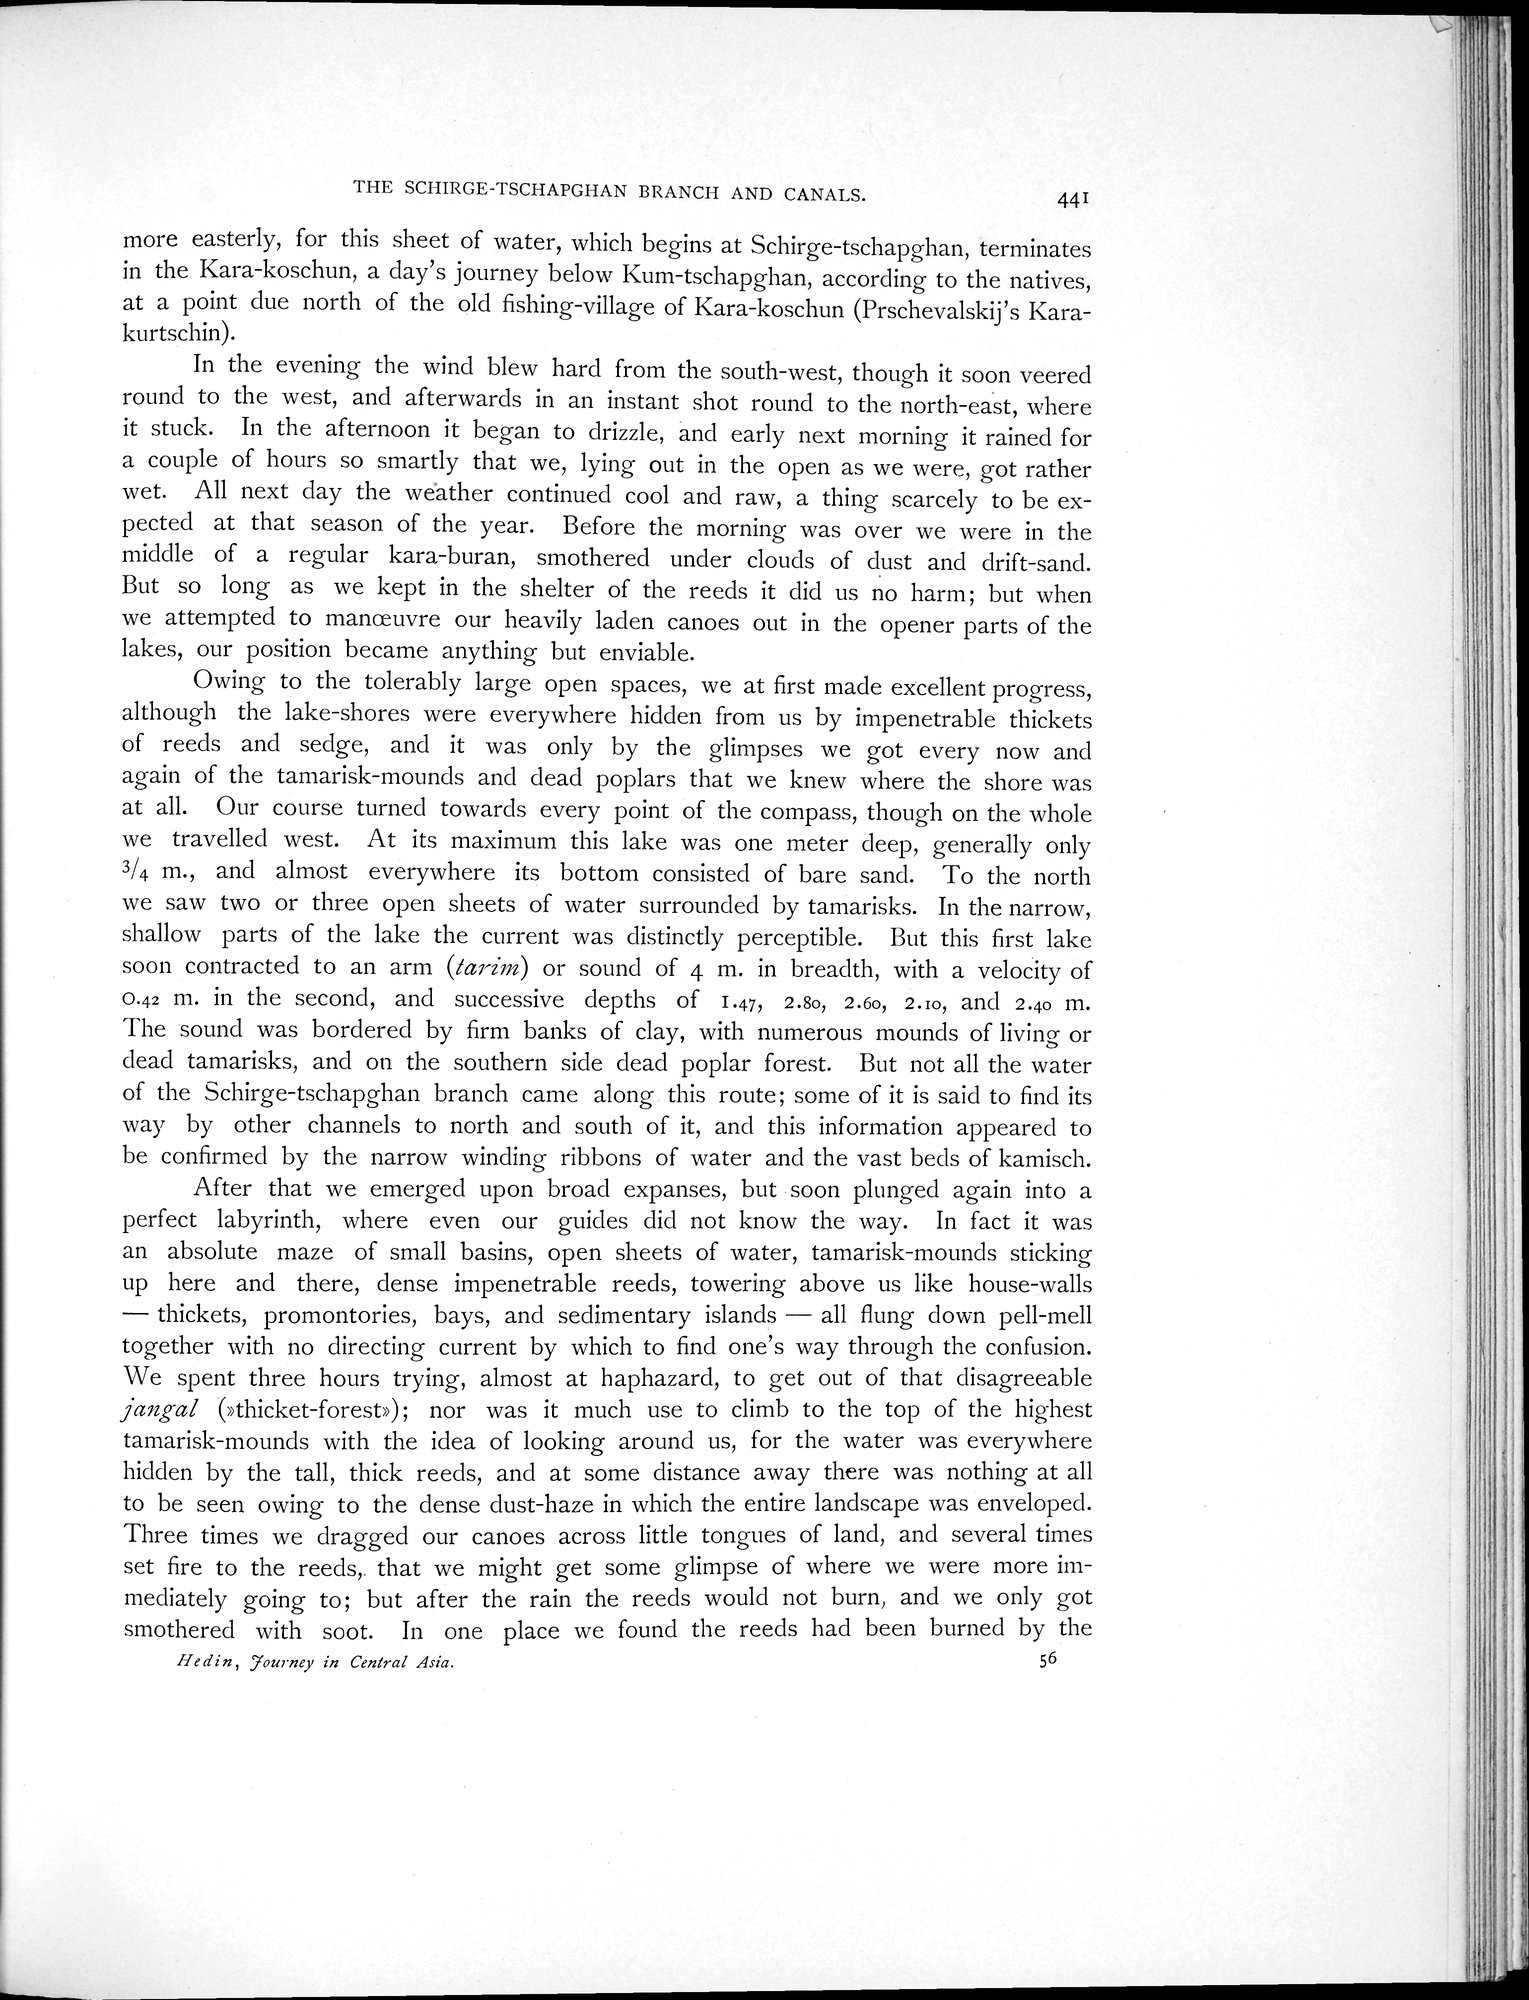 THE SCHIRGE-TSCHAPGHAN BRANCH AND CANALS. 441
more easterly, for this sheet of water, which begins at Schirge-tschapghan, terminates
in the Kara-koschun, a day's journey below Kum-tschapghan, according to the natives,
at a point due north of the old fishing-village of Kara-koschun (Prschevalskij's Kara-
kurtschin).
In the evening the wind blew hard from the south-west, though it soon veered
round to the west, and afterwards in an instant shot round to the north-east, where
it stuck. In the afternoon it began to drizzle, and early next morning it rained for
a couple of hours so smartly that we, lying out in the open as we were, got rather
wet. All next day the weather continued cool and raw, a thing scarcely to be ex-
pected at that season of the year. Before the morning was over we were in the
middle of a regular kara-buran, smothered under clouds of dust and drift-sand.
But so long as we kept in the shelter of the reeds it did us no harm; but when
we attempted to manœuvre our heavily laden canoes out in the opener parts of the
lakes, our position became anything but enviable.
Owing to the tolerably large open spaces, we at first made excellent progress,
although the lake-shores were everywhere hidden from us by impenetrable thickets
of reeds and sedge, and it was only by the glimpses we got every now and
again of the tamarisk-mounds and dead poplars that we knew where the shore was
at all. Our course turned towards every point of the compass, though on the whole
we travelled west. At its maximum this lake was one meter deep, generally only
3/4 m., and almost everywhere its bottom consisted of bare sand. To the north
we saw two or three open sheets of water surrounded by tamarisks. In the narrow,
shallow parts of the lake the current was distinctly perceptible. But this first lake
soon contracted to an arm (tarim) or sound of 4 m. in breadth, with a velocity of
0.42 m. in the second, and successive depths of 1.47, 2.80, 2.60, 2.10, and 2.40 m.
The sound was bordered by firm banks of clay, with numerous mounds of living or
dead tamarisks, and on the southern side dead poplar forest. But not all the water
of the Schirge-tschapghan branch came along this route; some of it is said to find its
way by other channels to north and south of it, and this information appeared to
be confirmed by the narrow winding ribbons of water and the vast beds of kamisch.
After that we emerged upon broad expanses, but soon plunged again into a
perfect labyrinth, where even our guides did not know the way. In fact it was
an absolute maze of small basins, open sheets of water, tamarisk-mounds sticking
up here and there, dense impenetrable reeds, towering above us like house-walls
— thickets, promontories, bays, and sedimentary islands — all flung down pell-mell
together with no directing current by which to find one's way through the confusion.
We spent three hours trying, almost at haphazard, to get out of that disagreeable
jangal (»thicket-forest»); nor was it much use to climb to the top of the highest
tamarisk-mounds with the idea of looking around us, for the water was everywhere
hidden by the tall, thick reeds, and at some distance away there was nothing at all
to be seen owing to the dense dust-haze in which the entire landscape was enveloped.
Three times we dragged our canoes across little tongues of land, and several times
set fire to the reeds, that we might get some glimpse of where we were more im-
mediately going to; but after the rain the reeds would not burn, and we only got
smothered with soot. In one place we found the reeds had been burned by the
Hedin, Journey in Central Asia. 56